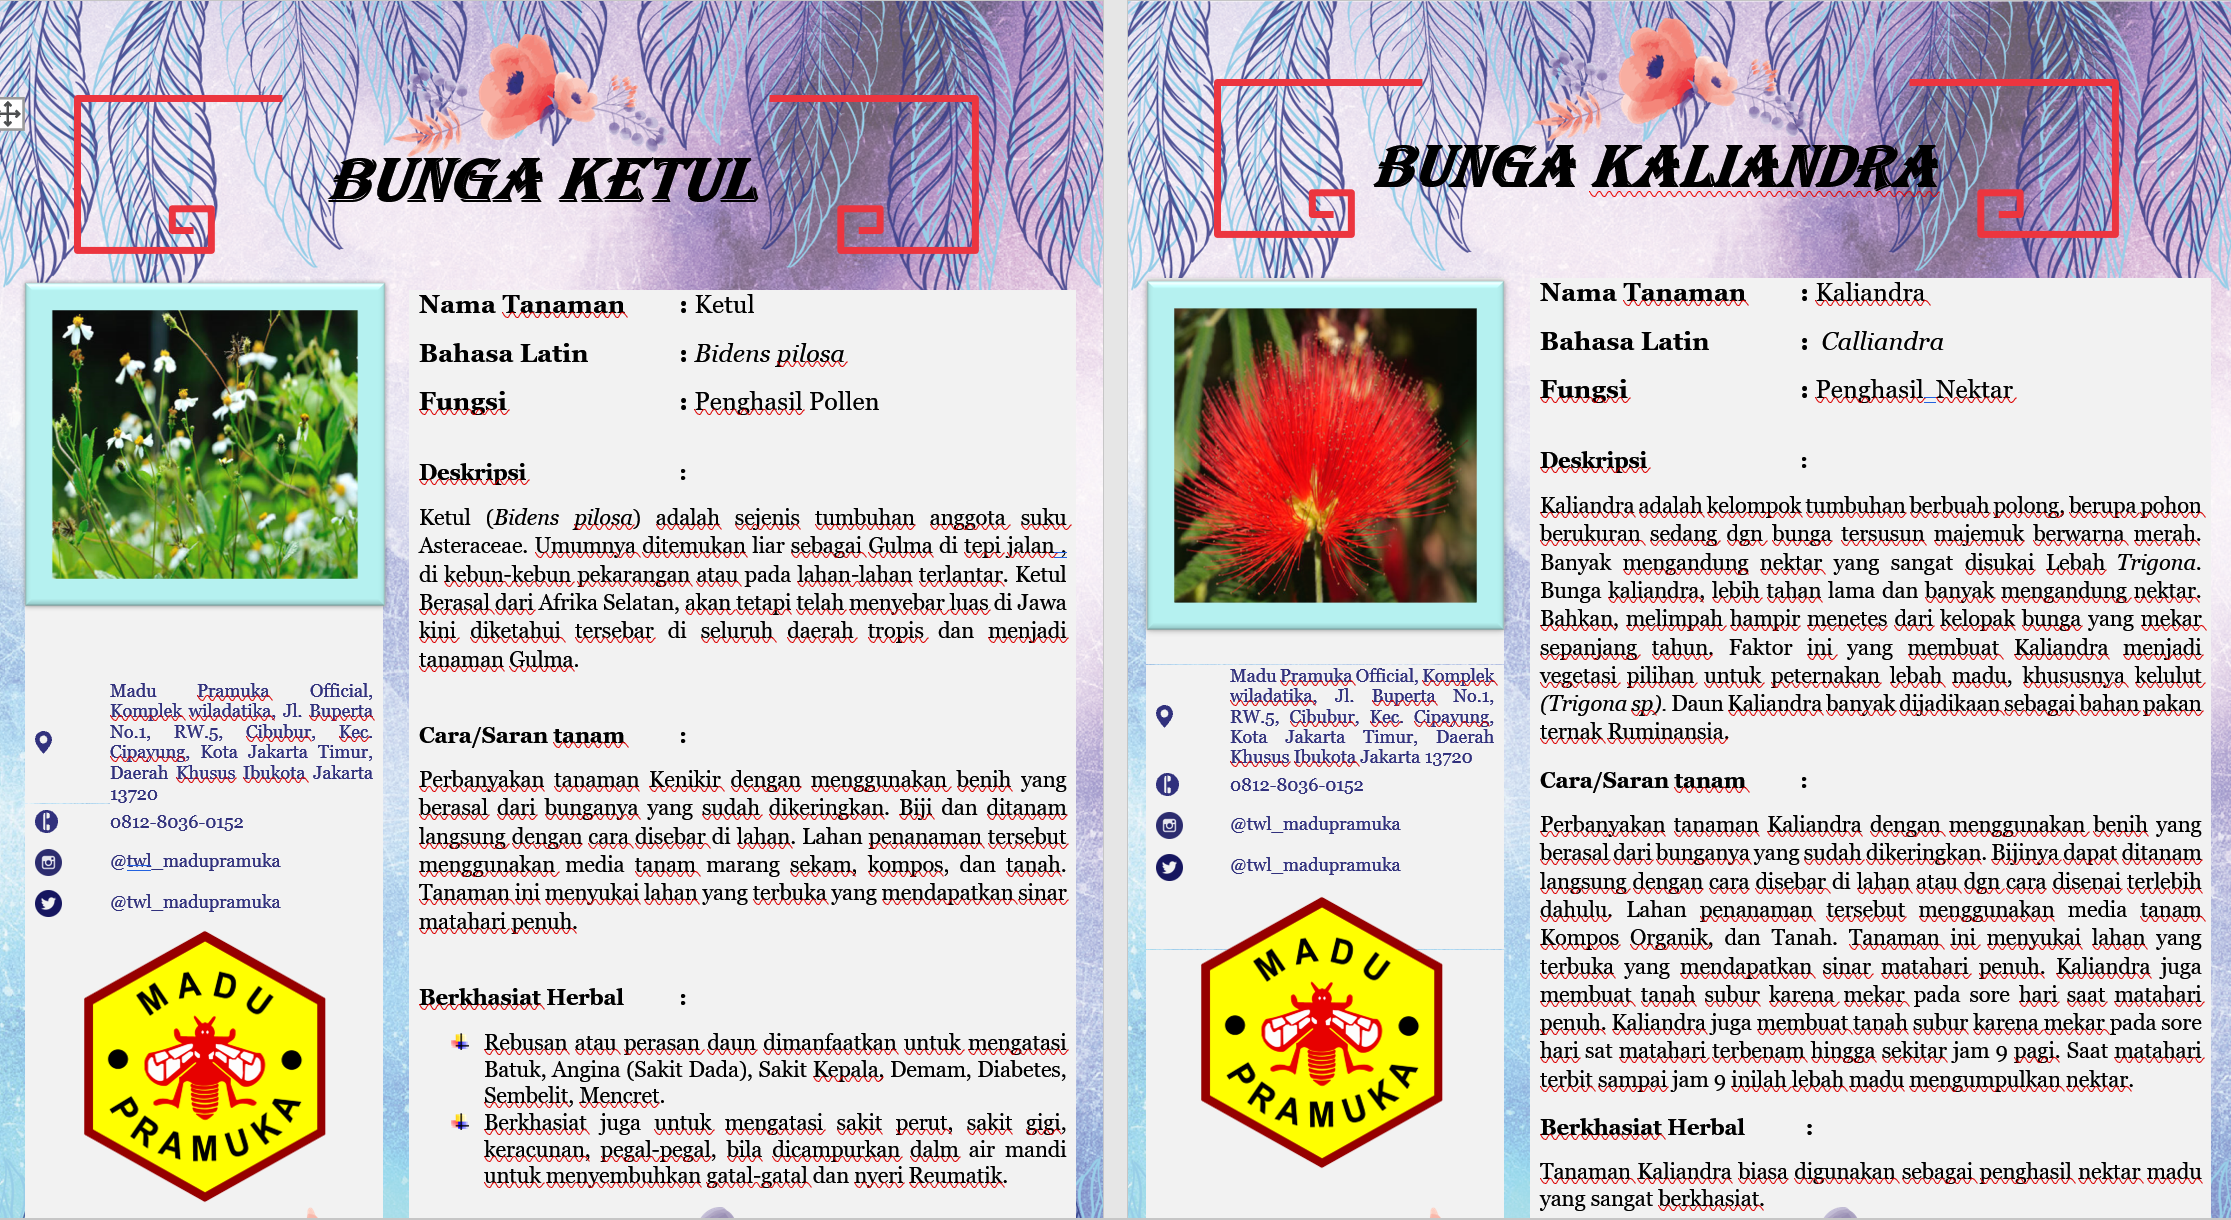 BUNGA KETUL
Nama Tanaman : Ketul
Bahasa Latin : Bidens pilosa
Fungsi : Penghasil Pollen
Deskripsi :
Ketul (Bidens pilosa) adalah sejenis tumbuhan anggota suku
Asteraceae. Umumnya ditemukan liar sebagai Gulma di tepi jalan ,
di kebun-kebun pekarangan atau pada lahan-lahan terlantar. Ketul
Berasal dari Afrika Selatan, akan tetapi telah menyebar luas di Jawa
kini diketahui tersebar di seluruh daerah tropis dan menjadi
tanaman Gulma.
Cara/Saran tanam :
Perbanyakan tanaman Kenikir dengan menggunakan benih yang
berasal dari bunganya yang sudah dikeringkan. Biji dan ditanam
langsung dengan cara disebar di lahan. Lahan penanaman tersebut
menggunakan media tanam marang sekam, kompos, dan tanah.
Tanaman ini menyukai lahan yang terbuka yang mendapatkan sinar
matahari penuh.
Berkhasiat Herbal :
Rebusan atau perasan daun dimanfaatkan untuk mengatasi
Batuk, Angina (Sakit Dada), Sakit Kepala, Demam, Diabetes,
Sembelit, Mencret.
Berkhasiat juga untuk mengatasi sakit perut, sakit gigi,
keracunan, pegal-pegal, bila dicampurkan dalm air mandi
untuk menyembuhkan gatal-gatal dan nyeri Reumatik.
Madu Pramuka Official,
Komplek wiladatika, Jl. Buperta
No.1, RW.5, Cibubur, Kec.
Cipayung, Kota Jakarta Timur,
Daerah Khusus Ibukota Jakarta
13720
0812-8036-0152
@twl_madupramuka
@twl_madupramuka
MADU
PRAMUKA
BUNGA KALIANDRA
Nama Tanaman : Kaliandra
Bahasa Latin : Calliandra
Fungsi : Penghasil Nektar
Deskripsi :
Kaliandra adalah kelompok tumbuhan berbuah polong, berupa pohon
berukuran sedang dgn bunga tersusun majemuk berwarna merah.
Banyak mengandung nektar yang sangat disukai Lebah Trigona.
Bunga kaliandra, lebih tahan lama dan banyak mengandung nektar.
Bahkan, melimpah hampir menetes dari kelopak bunga yang mekar
sepanjang tahun. Faktor ini yang membuat Kaliandra menjadi
vegetasi pilihan untuk peternakan lebah madu, khususnya kelulut
(Trigona sp). Daun Kaliandra banyak dijadikaan sebagai bahan pakan
ternak Ruminansia.
Cara/Saran tanam :
Perbanyakan tanaman Kaliandra dengan menggunakan benih yang
berasal dari bunganya yang sudah dikeringkan. Bijinya dapat ditanam
langsung dengan cara disebar di lahan atau dgn cara disenai terlebih
dahulu. Lahan penanaman tersebut menggunakan media tanam
Kompos Organik, dan Tanah. Tanaman ini menyukai lahan yang
terbuka yang mendapatkan sinar matahari penuh. Kaliandra juga
membuat tanah subur karena mekar pada sore hari saat matahari
penuh. Kaliandra juga membuat tanah subur karena mekar pada sore
hari sat matahari terbenam hingga sekitar jam 9 pagi. Saat matahari
terbit sampai jam 9 inilah lebah madu mengumpulkan nektar.
Berkhasiat Herbal :
Tanaman Kaliandra biasa digunakan sebagai penghasil nektar madu
yang sangat berkhasiat.
Madu Pramuka Official, Komplek
wiladatika, Jl. Buperta No.1,
RW.5, Cibubur, Kec. Cipayung,
Kota Jakarta Timur, Daerah
Khusus Ibukota Jakarta 13720
0812-8036-0152
@twl_madupramuka
@twl_madupramuka
MADU
PRAMUKA